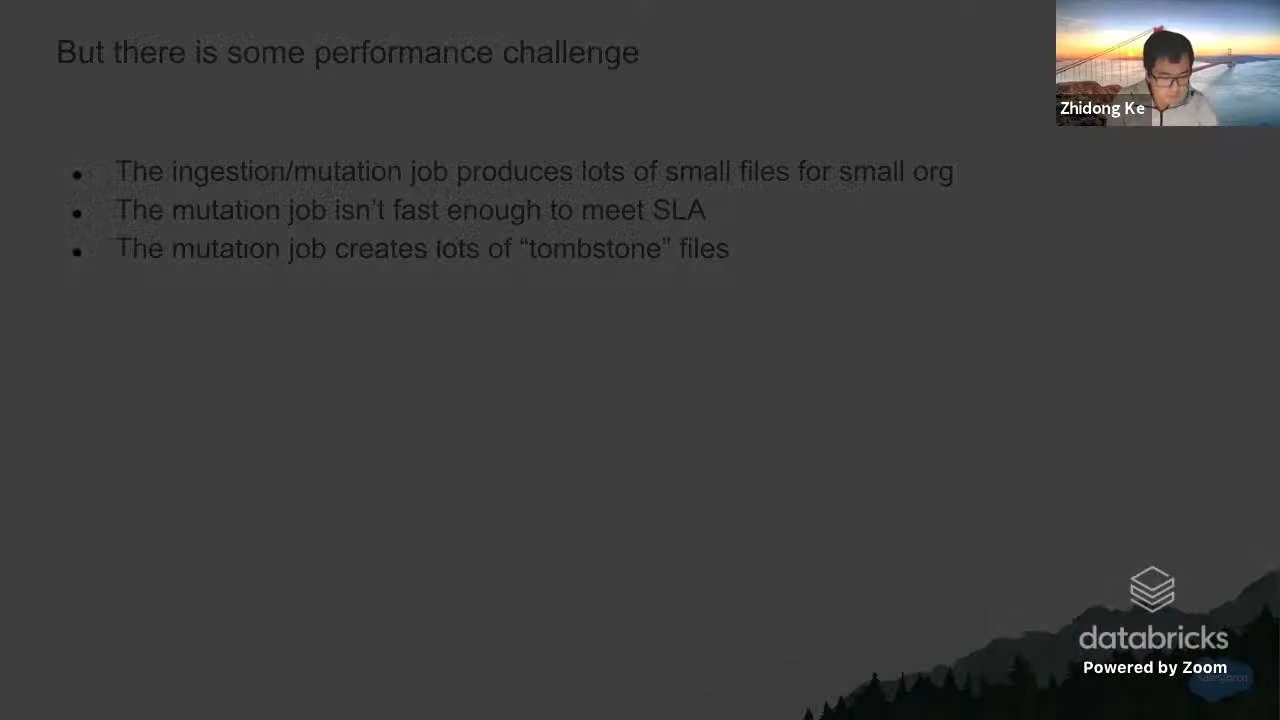 But there is some performance challenge
Zhidong Ke
• The ingestion/mutation job produces lots of small files for small org
• The mutation job isn’t fast enough to meet SLA
• The mutation job creates lots of “tombstone” files
databricks
Powered by Zoom
salesforce